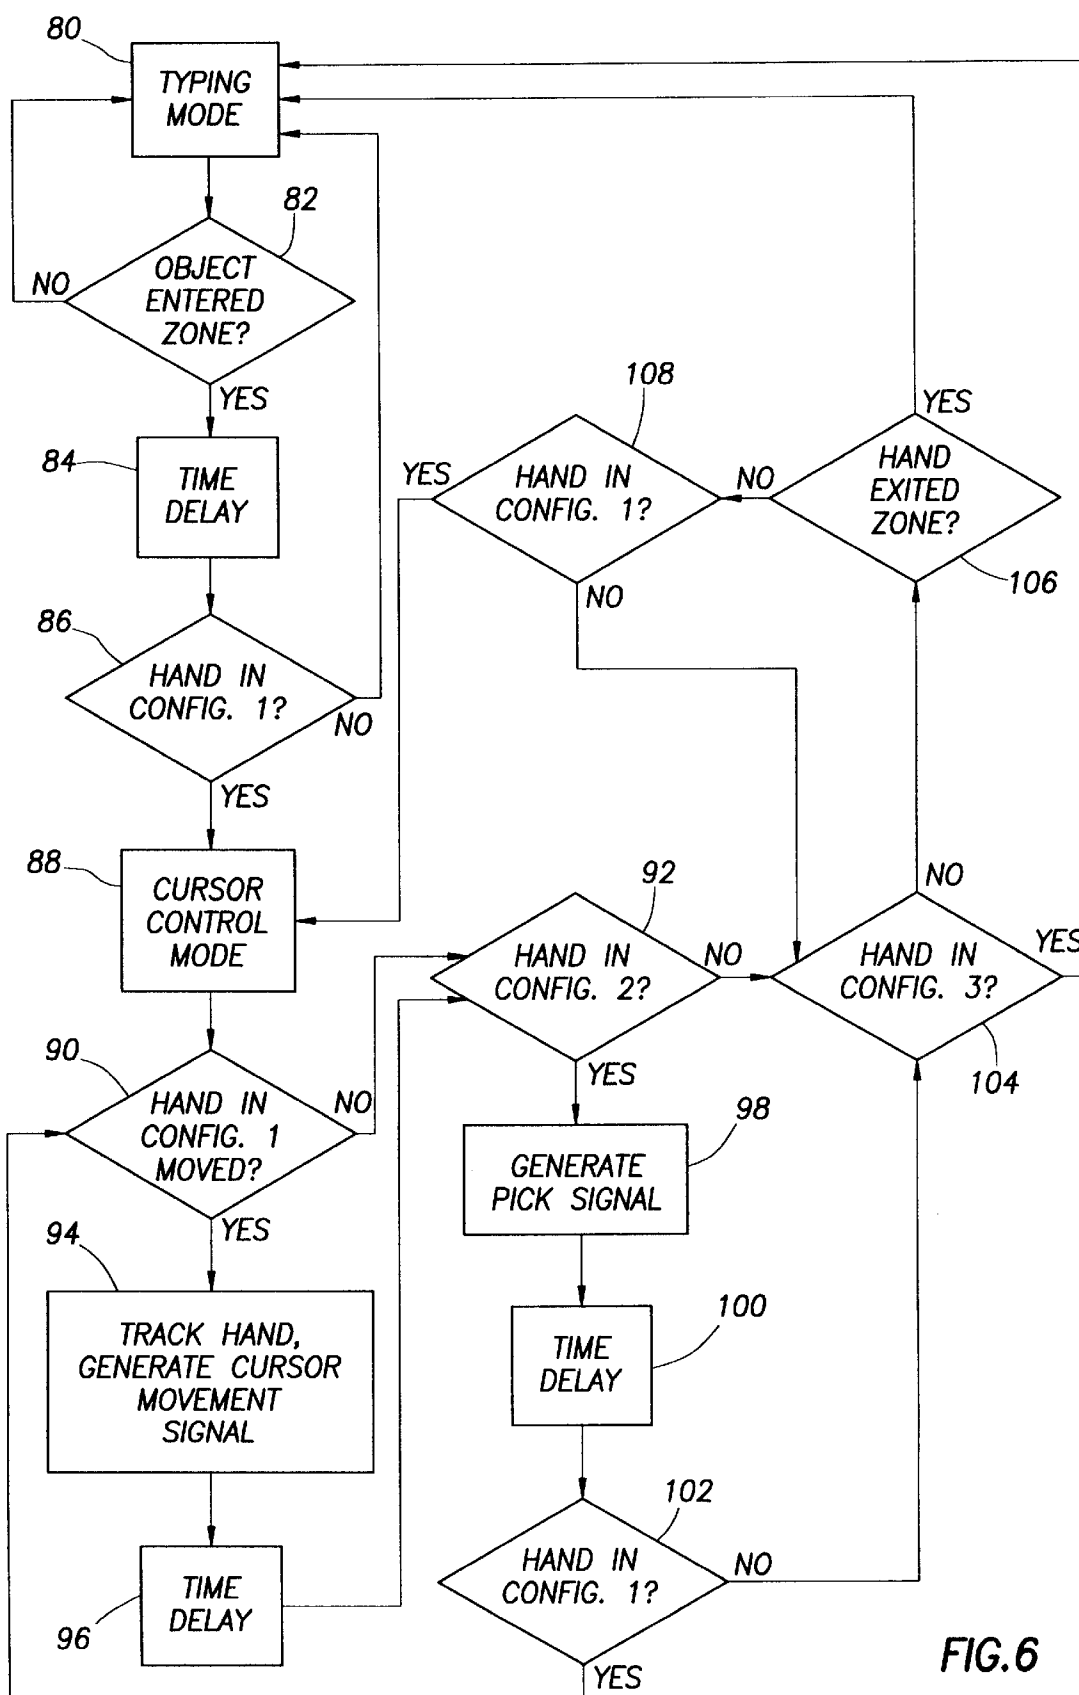 80
TYPING
MODE
82
OBJECT
ENTERED
ZONE?
NO
YES
84
TIME
DELAY
86
HAND IN
CONFIG. 1?
NO
YES
88
CURSOR
CONTROL
MODE
90
HAND IN
CONFIG. 1
MOVED?
NO
YES
94
TRACK HAND,
GENERATE CURSOR
MOVEMENT
SIGNAL
96
TIME
DELAY
108
HAND IN
CONFIG. 1?
YES
NO
92
HAND IN
CONFIG. 2?
NO
YES
98
GENERATE
PICK SIGNAL
100
TIME
DELAY
102
HAND IN
CONFIG. 1?
NO
YES
YES
HAND
EXITED
ZONE?
NO
106
NO
HAND IN
CONFIG. 3?
YES
104
FIG.6